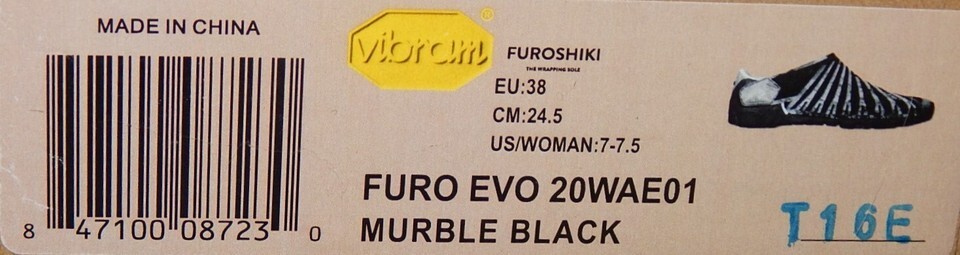 MADE IN CHINA
8 47100 08723 0
vibram®
FUROSHIKI
THE WRAPPING SOLE
EU:38
CM:24.5
US/WOMAN:7-7.5
FURO EVO 20WAE01
MURBLE BLACK
T16E